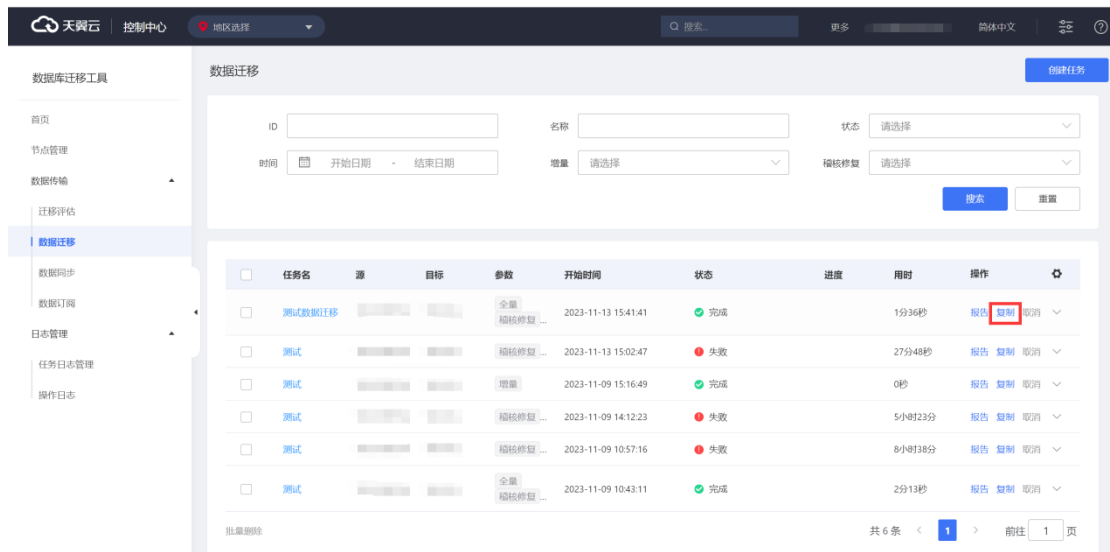 天翼云 控制中心 地区选择 搜索... 更多 简体中文
数据库迁移工具
首页
节点管理
数据传输
迁移评估
数据迁移
数据同步
数据订阅
日志管理
任务日志管理
操作日志
数据迁移 创建任务
ID 名称 状态 请选择
时间 开始日期 - 结束日期 增量 请选择 稽核修复 请选择
搜索 重置
任务名 源 目标 参数 开始时间 状态 进度 用时 操作
测试数据迁移 全量 稽核修复 ... 2023-11-13 15:41:41 完成 1分36秒 报告 复制 取消
测试 稽核修复 ... 2023-11-13 15:02:47 失败 27分48秒 报告 复制 取消
测试 增量 2023-11-09 15:16:49 完成 0秒 报告 复制 取消
测试 稽核修复 ... 2023-11-09 14:12:23 失败 5小时23分 报告 复制 取消
测试 稽核修复 ... 2023-11-09 10:57:16 失败 8小时38分 报告 复制 取消
测试 全量 稽核修复 ... 2023-11-09 10:43:11 完成 2分13秒 报告 复制 取消
批量删除 共 6 条 < 1 > 前往 1 页